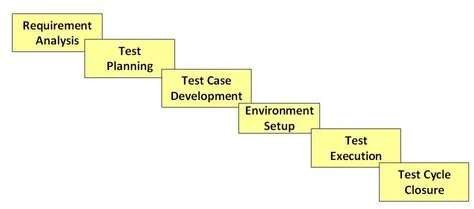 Requirement
Analysis
Test
Planning
Test Case
Development
Environment
Setup
Test
Execution
Test Cycle
Closure